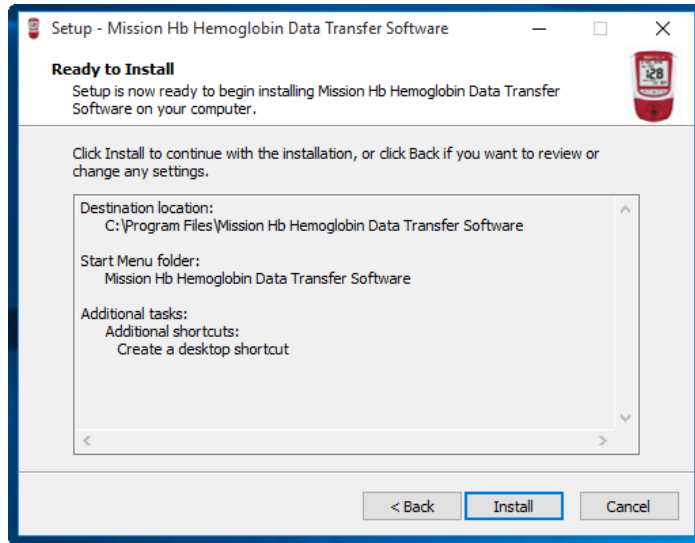 Setup - Mission Hb Hemoglobin Data Transfer Software
Ready to Install
Setup is now ready to begin installing Mission Hb Hemoglobin Data Transfer
Software on your computer.
128
Click Install to continue with the installation, or click Back if you want to review or
change any settings.
Destination location:
C:\Program Files\Mission Hb Hemoglobin Data Transfer Software
Start Menu folder:
Mission Hb Hemoglobin Data Transfer Software
Additional tasks:
Additional shortcuts:
Create a desktop shortcut
< Back
Install
Cancel